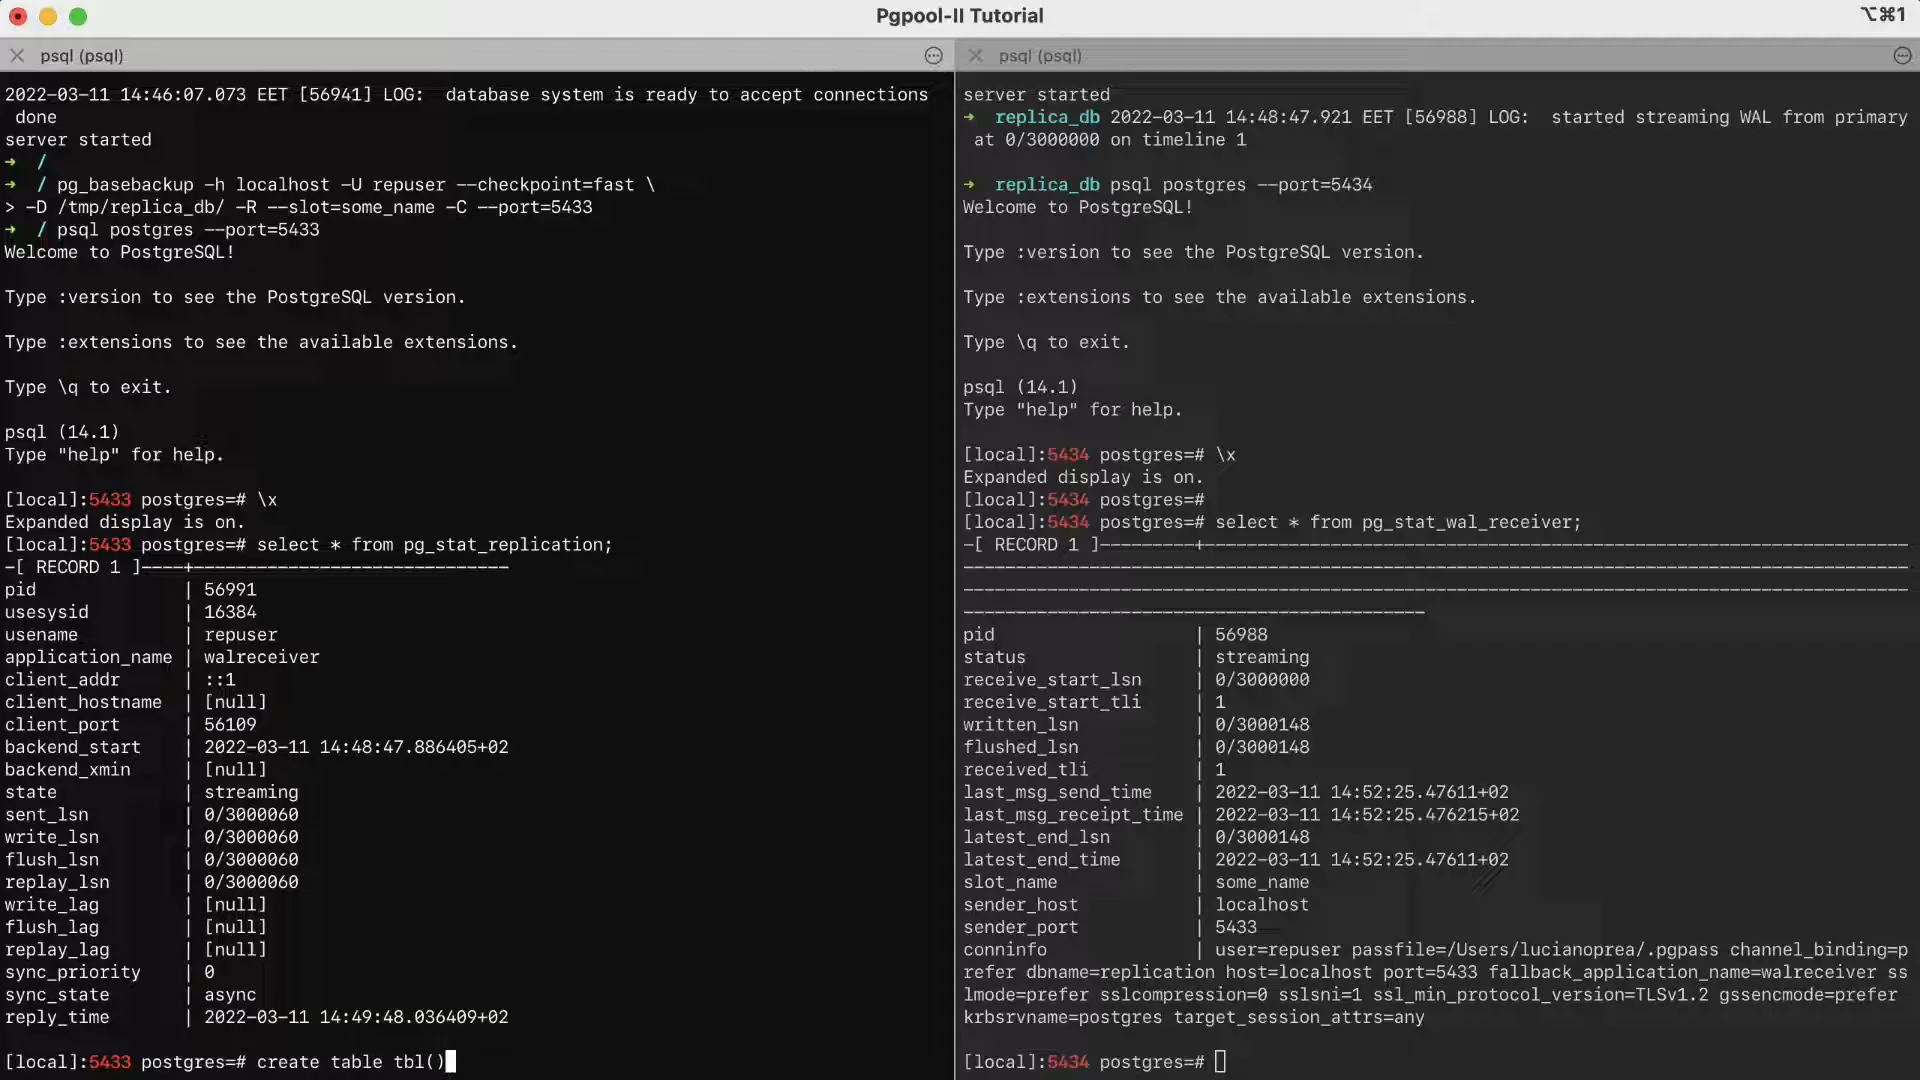 Pgpool-II Tutorial
⌥⌘1
psql (psql)
2022-03-11 14:46:07.073 EET [56941] LOG:  database system is ready to accept connections
 done
server started
➜  /
➜  / pg_basebackup -h localhost -U repuser --checkpoint=fast \
> -D /tmp/replica_db/ -R --slot=some_name -C --port=5433
➜  / psql postgres --port=5433
Welcome to PostgreSQL!
Type :version to see the PostgreSQL version.
Type :extensions to see the available extensions.
Type \q to exit.
psql (14.1)
Type "help" for help.
[local]:5433 postgres=# \x
Expanded display is on.
[local]:5433 postgres=# select * from pg_stat_replication;
-[ RECORD 1 ]----+------------------------------
pid              | 56991
usesysid         | 16384
usename          | repuser
application_name | walreceiver
client_addr      | ::1
client_hostname  | [null]
client_port      | 56109
backend_start    | 2022-03-11 14:48:47.886405+02
backend_xmin     | [null]
state            | streaming
sent_lsn         | 0/3000060
write_lsn        | 0/3000060
flush_lsn        | 0/3000060
replay_lsn       | 0/3000060
write_lag        | [null]
flush_lag        | [null]
replay_lag       | [null]
sync_priority    | 0
sync_state       | async
reply_time       | 2022-03-11 14:49:48.036409+02
[local]:5433 postgres=# create table tbl()
psql (psql)
server started
➜  replica_db 2022-03-11 14:48:47.921 EET [56988] LOG:  started streaming WAL from primary
 at 0/3000000 on timeline 1
➜  replica_db psql postgres --port=5434
Welcome to PostgreSQL!
Type :version to see the PostgreSQL version.
Type :extensions to see the available extensions.
Type \q to exit.
psql (14.1)
Type "help" for help.
[local]:5434 postgres=# \x
Expanded display is on.
[local]:5434 postgres=#
[local]:5434 postgres=# select * from pg_stat_wal_receiver;
-[ RECORD 1 ]---------+-------------------------------------------------------------------
------------------------------------------------------------------------------------------
------------------------------------------------------------------------------------------
--------------------------------------------
pid                   | 56988
status                | streaming
receive_start_lsn     | 0/3000000
receive_start_tli     | 1
written_lsn           | 0/3000148
flushed_lsn           | 0/3000148
received_tli          | 1
last_msg_send_time    | 2022-03-11 14:52:25.47611+02
last_msg_receipt_time | 2022-03-11 14:52:25.476215+02
latest_end_lsn        | 0/3000148
latest_end_time       | 2022-03-11 14:52:25.47611+02
slot_name             | some_name
sender_host           | localhost
sender_port           | 5433
conninfo              | user=repuser passfile=/Users/lucianoprea/.pgpass channel_binding=p
refer dbname=replication host=localhost port=5433 fallback_application_name=walreceiver ss
lmode=prefer sslcompression=0 sslsni=1 ssl_min_protocol_version=TLSv1.2 gssencmode=prefer
krbsrvname=postgres target_session_attrs=any
[local]:5434 postgres=#